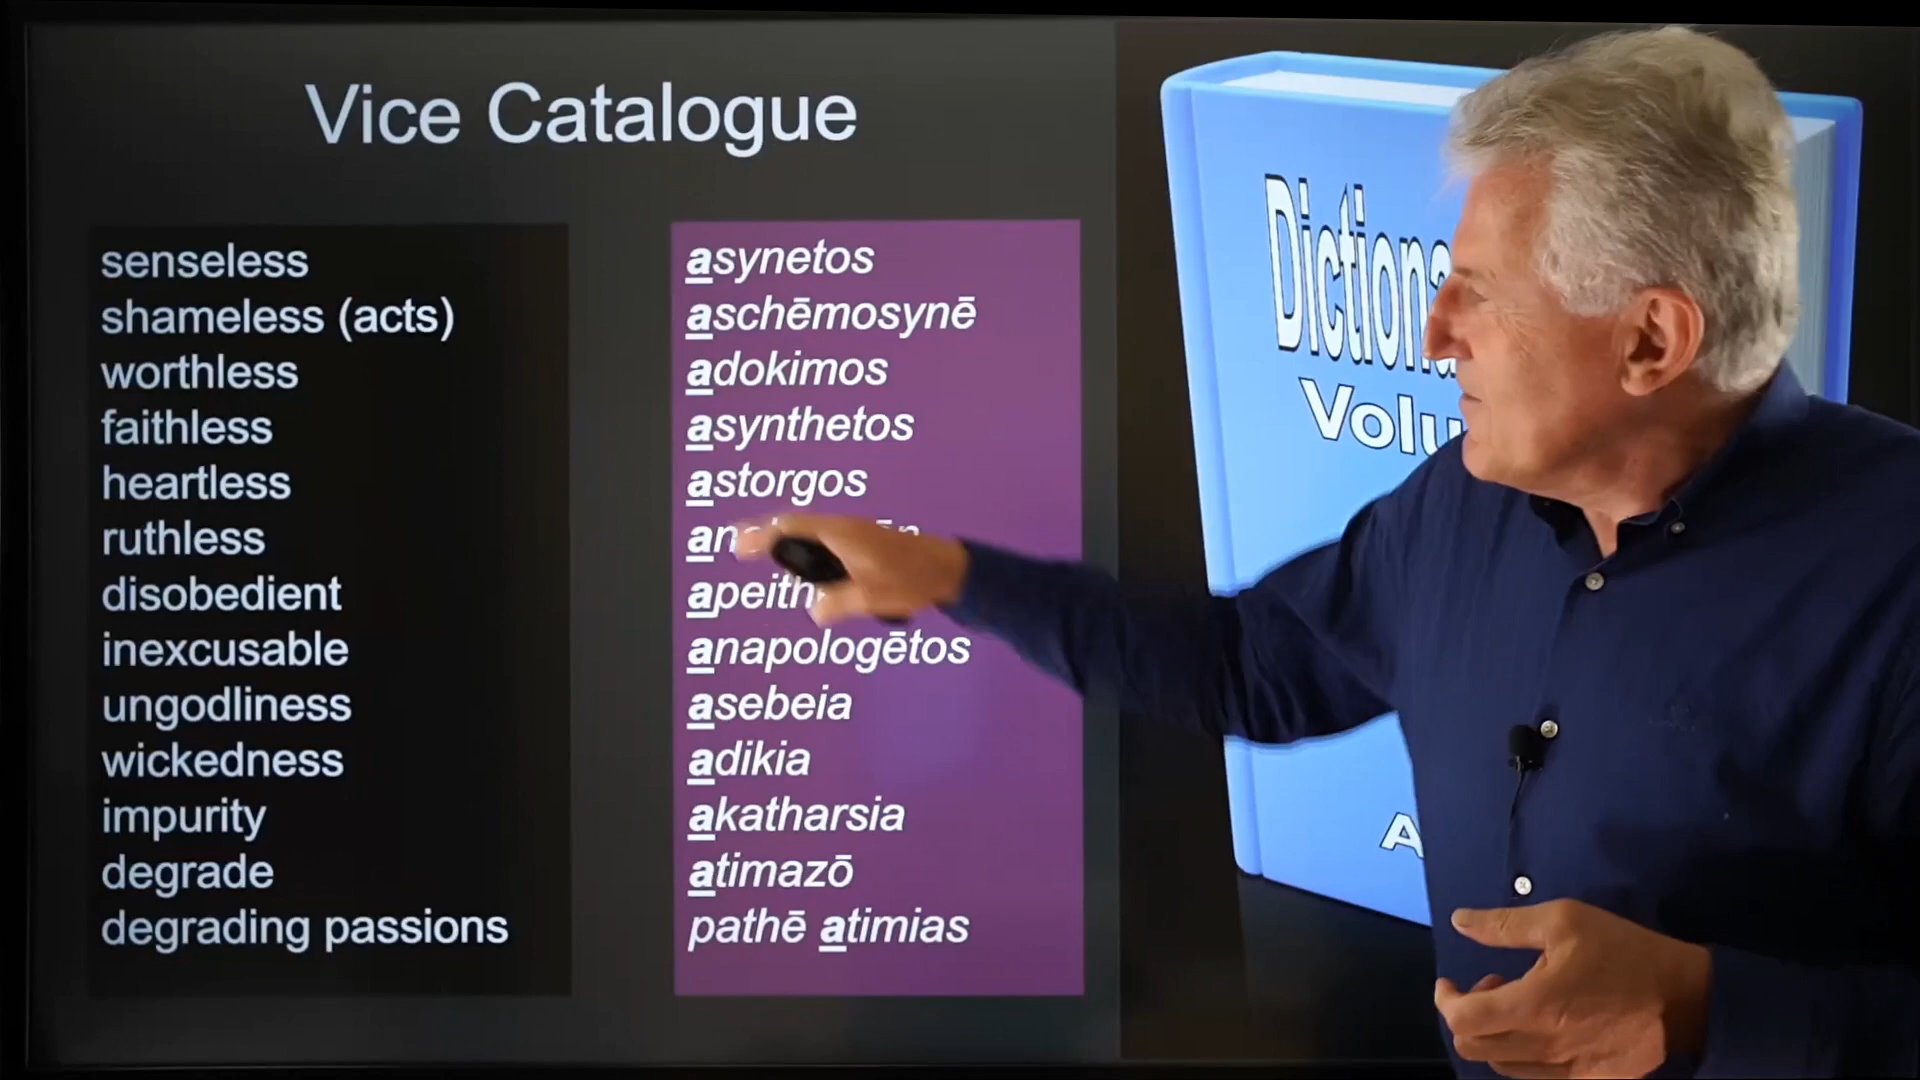 Vice Catalogue
senseless
shameless (acts)
worthless
faithless
heartless
ruthless
disobedient
inexcusable
ungodliness
wickedness
impurity
degrade
degrading passions
asynetos
aschēmosynē
adokimos
asynthetos
astorgos
anapologētos
asebeia
adikia
akatharsia
atimazō
pathē atimias